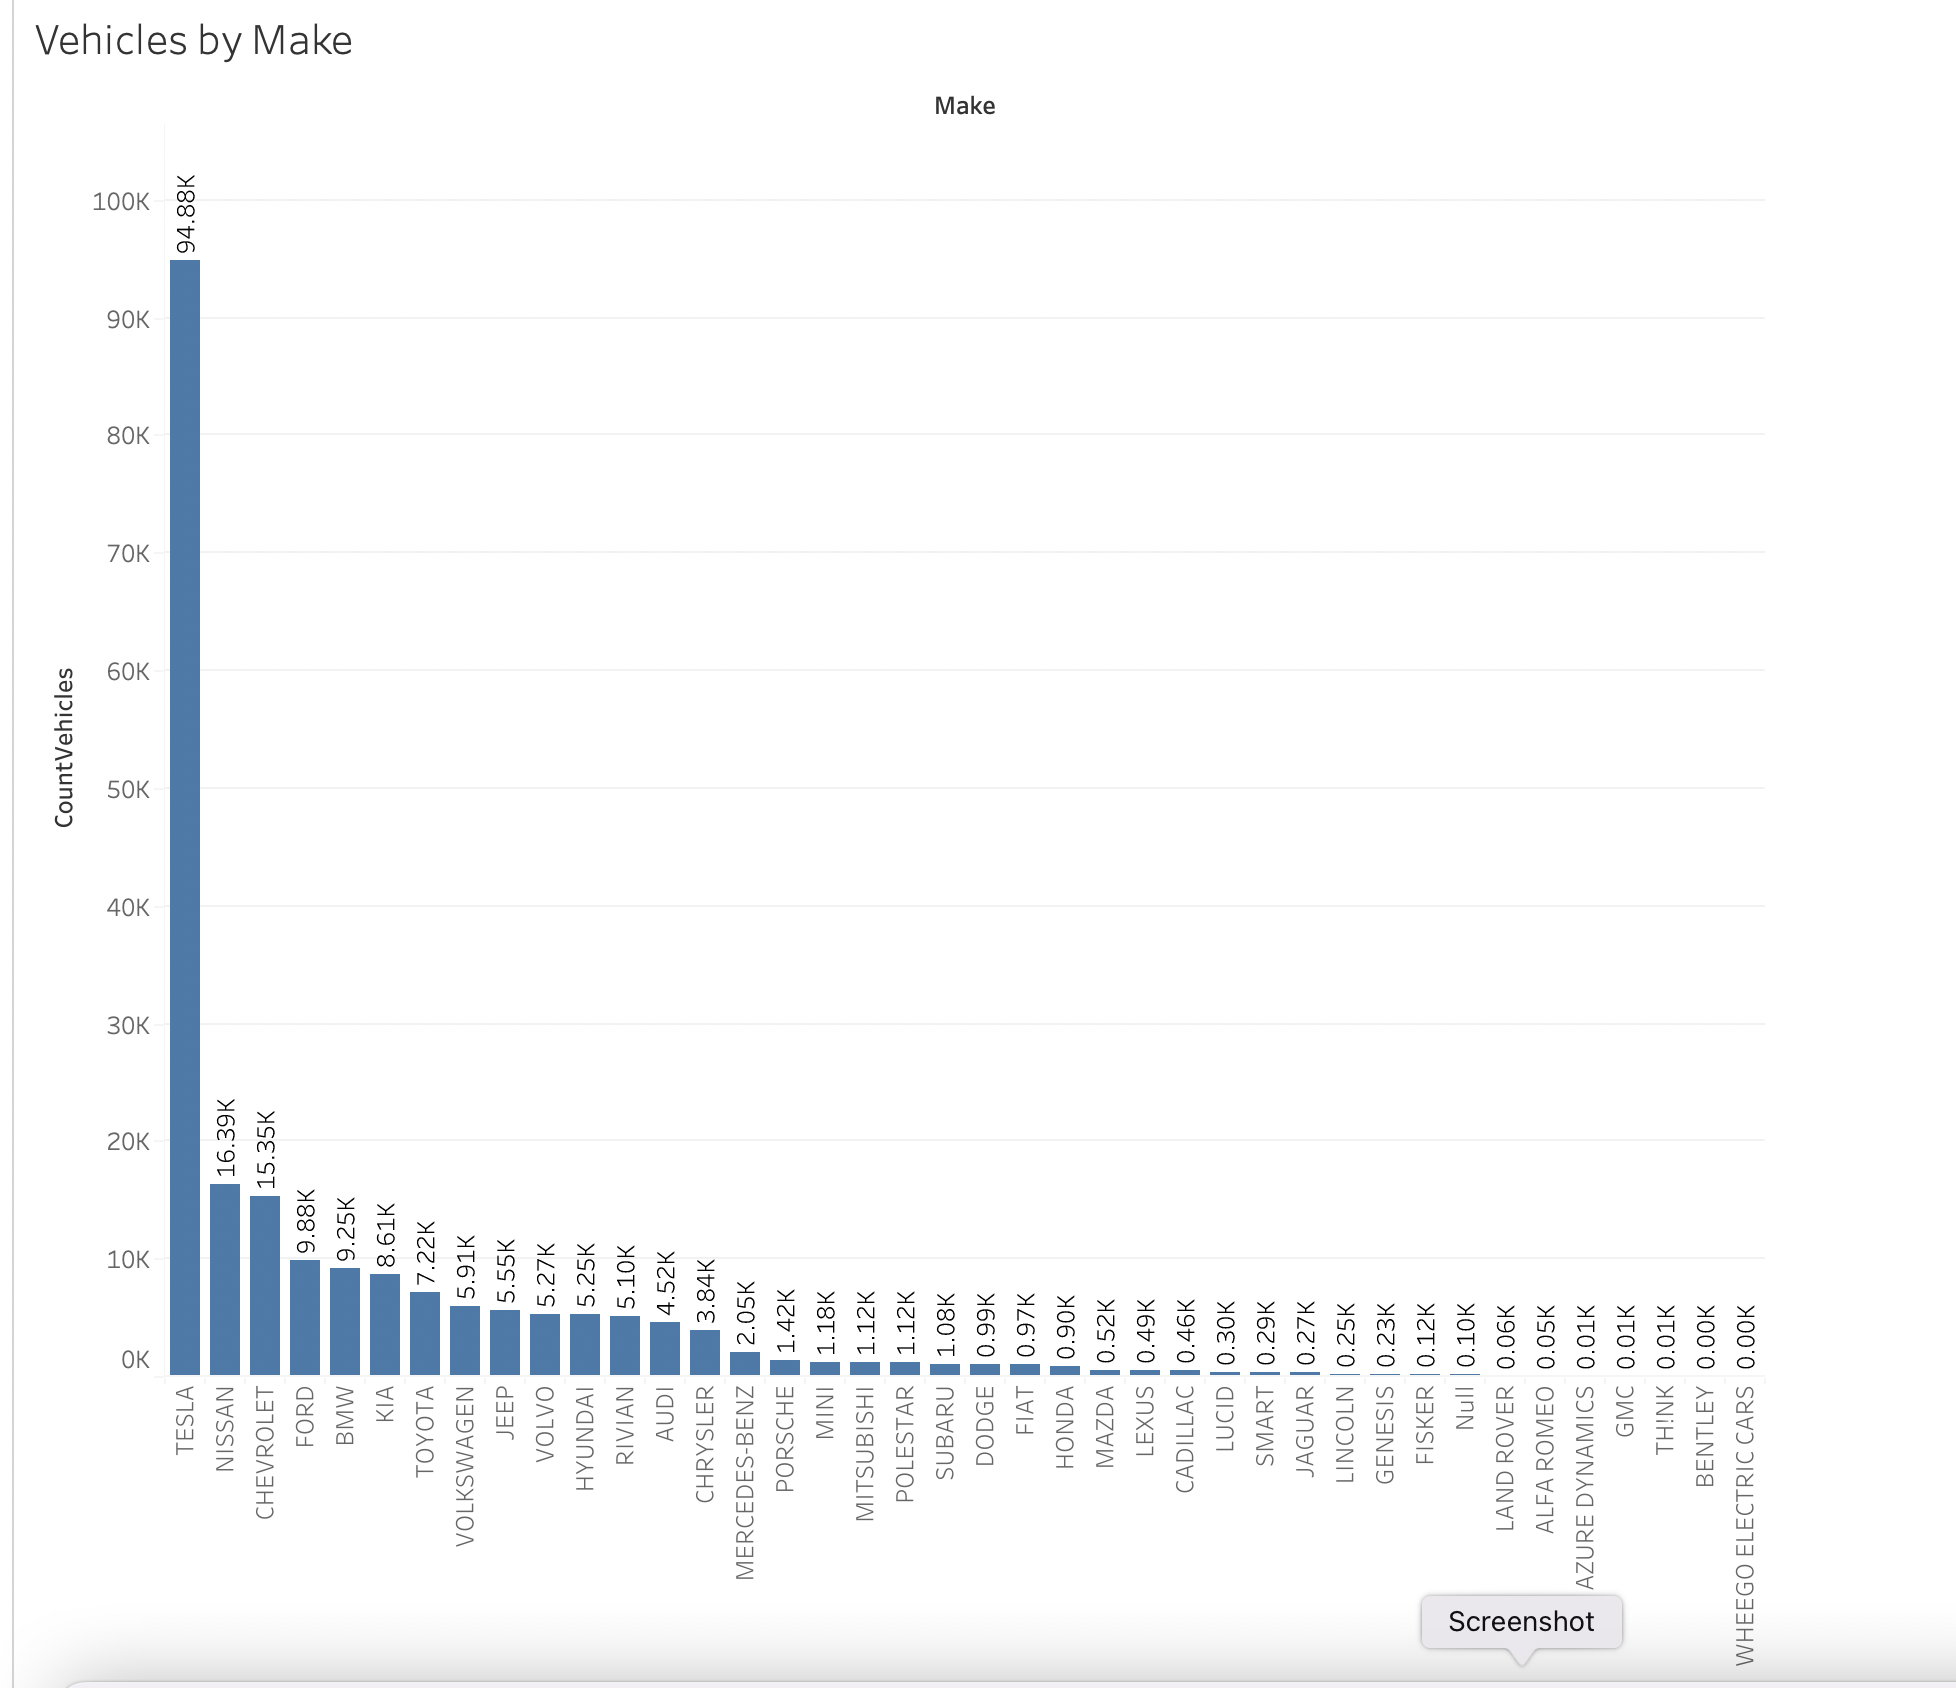 Vehicles by Make
Make
CountVehicles
100K
90K
80K
70K
60K
50K
40K
30K
20K
10K
0K
94.88K
16.39K
15.35K
9.88K
9.25K
8.61K
7.22K
5.91K
5.55K
5.27K
5.25K
5.10K
4.52K
3.84K
2.05K
1.42K
1.18K
1.12K
1.12K
1.08K
0.99K
0.97K
0.90K
0.52K
0.49K
0.46K
0.30K
0.29K
0.27K
0.25K
0.23K
0.12K
0.10K
0.06K
0.05K
0.01K
0.01K
0.01K
0.00K
0.00K
TESLA
NISSAN
CHEVROLET
FORD
BMW
KIA
TOYOTA
VOLKSWAGEN
JEEP
VOLVO
HYUNDAI
RIVIAN
AUDI
CHRYSLER
MERCEDES-BENZ
PORSCHE
MINI
MITSUBISHI
POLESTAR
SUBARU
DODGE
FIAT
HONDA
MAZDA
LEXUS
CADILLAC
LUCID
SMART
JAGUAR
LINCOLN
GENESIS
FISKER
Null
LAND ROVER
ALFA ROMEO
AZURE DYNAMICS
GMC
TH!NK
BENTLEY
WHEEGO ELECTRIC CARS
Screenshot